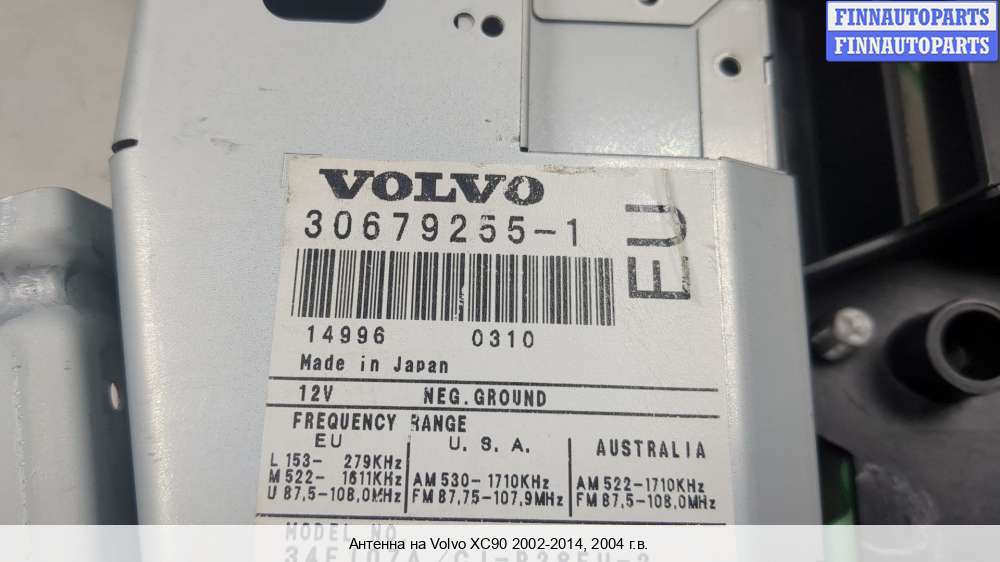 FINNAUTOPARTS
FINNAUTOPARTS
VOLVO
30679255-1
EU
14996 0310
Made in Japan
12V NEG. GROUND
FREQUENCY RANGE
EU U. S. A. AUSTRALIA
L 153- 279KHz
M 522- 1611KHz AM 530-1710KHz AM 522-1710KHz
U 87,5-108,0MHz FM 87,75-107,9MHz FM 87,5-108,0MHz
MODEL NO
Антенна на Volvo XC90 2002-2014, 2004 г.в.